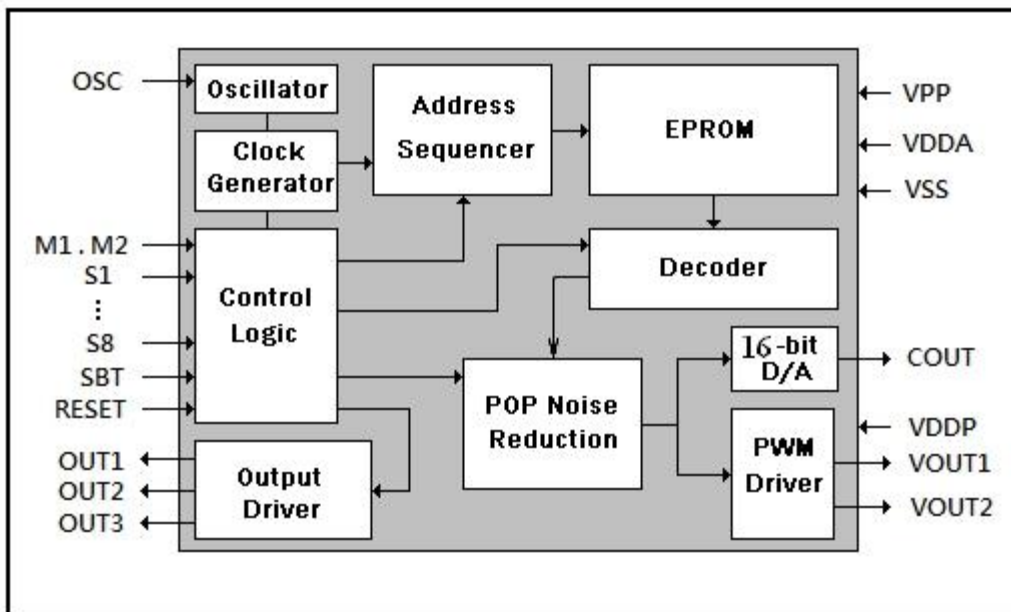 OSC
Oscillator
Clock
Generator
Address
Sequencer
EPROM
VPP
VDDA
VSS
M1 . M2
S1
⋮
S8
SBT
RESET
Control
Logic
Decoder
POP Noise
Reduction
16-bit
D/A
COUT
VDDP
PWM
Driver
VOUT1
VOUT2
OUT1
OUT2
OUT3
Output
Driver